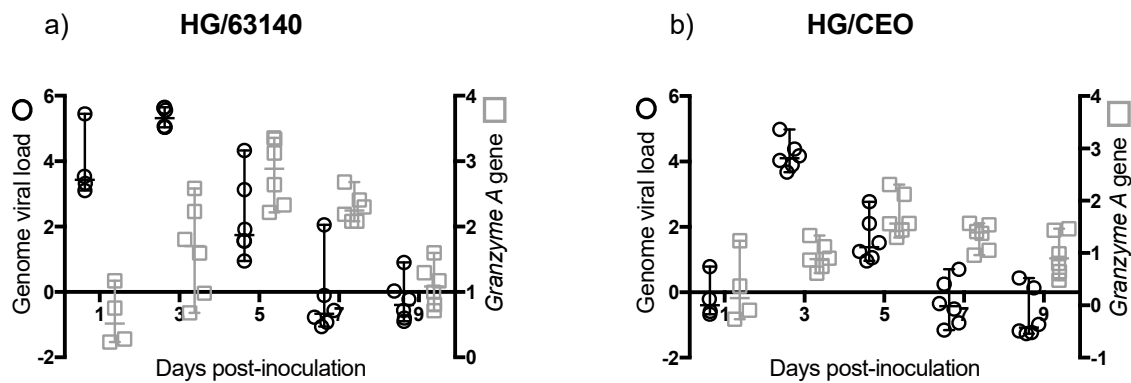 a) HG/63140
Genome viral load
6
4
2
0
-2
1 3 5 7 9
Days post-inoculation
4
3
2
1
0
Granzyme A gene
b) HG/CEO
Genome viral load
6
4
2
0
-2
1 3 5 7 9
Days post-inoculation
4
3
2
1
0
-1
Granzyme A gene